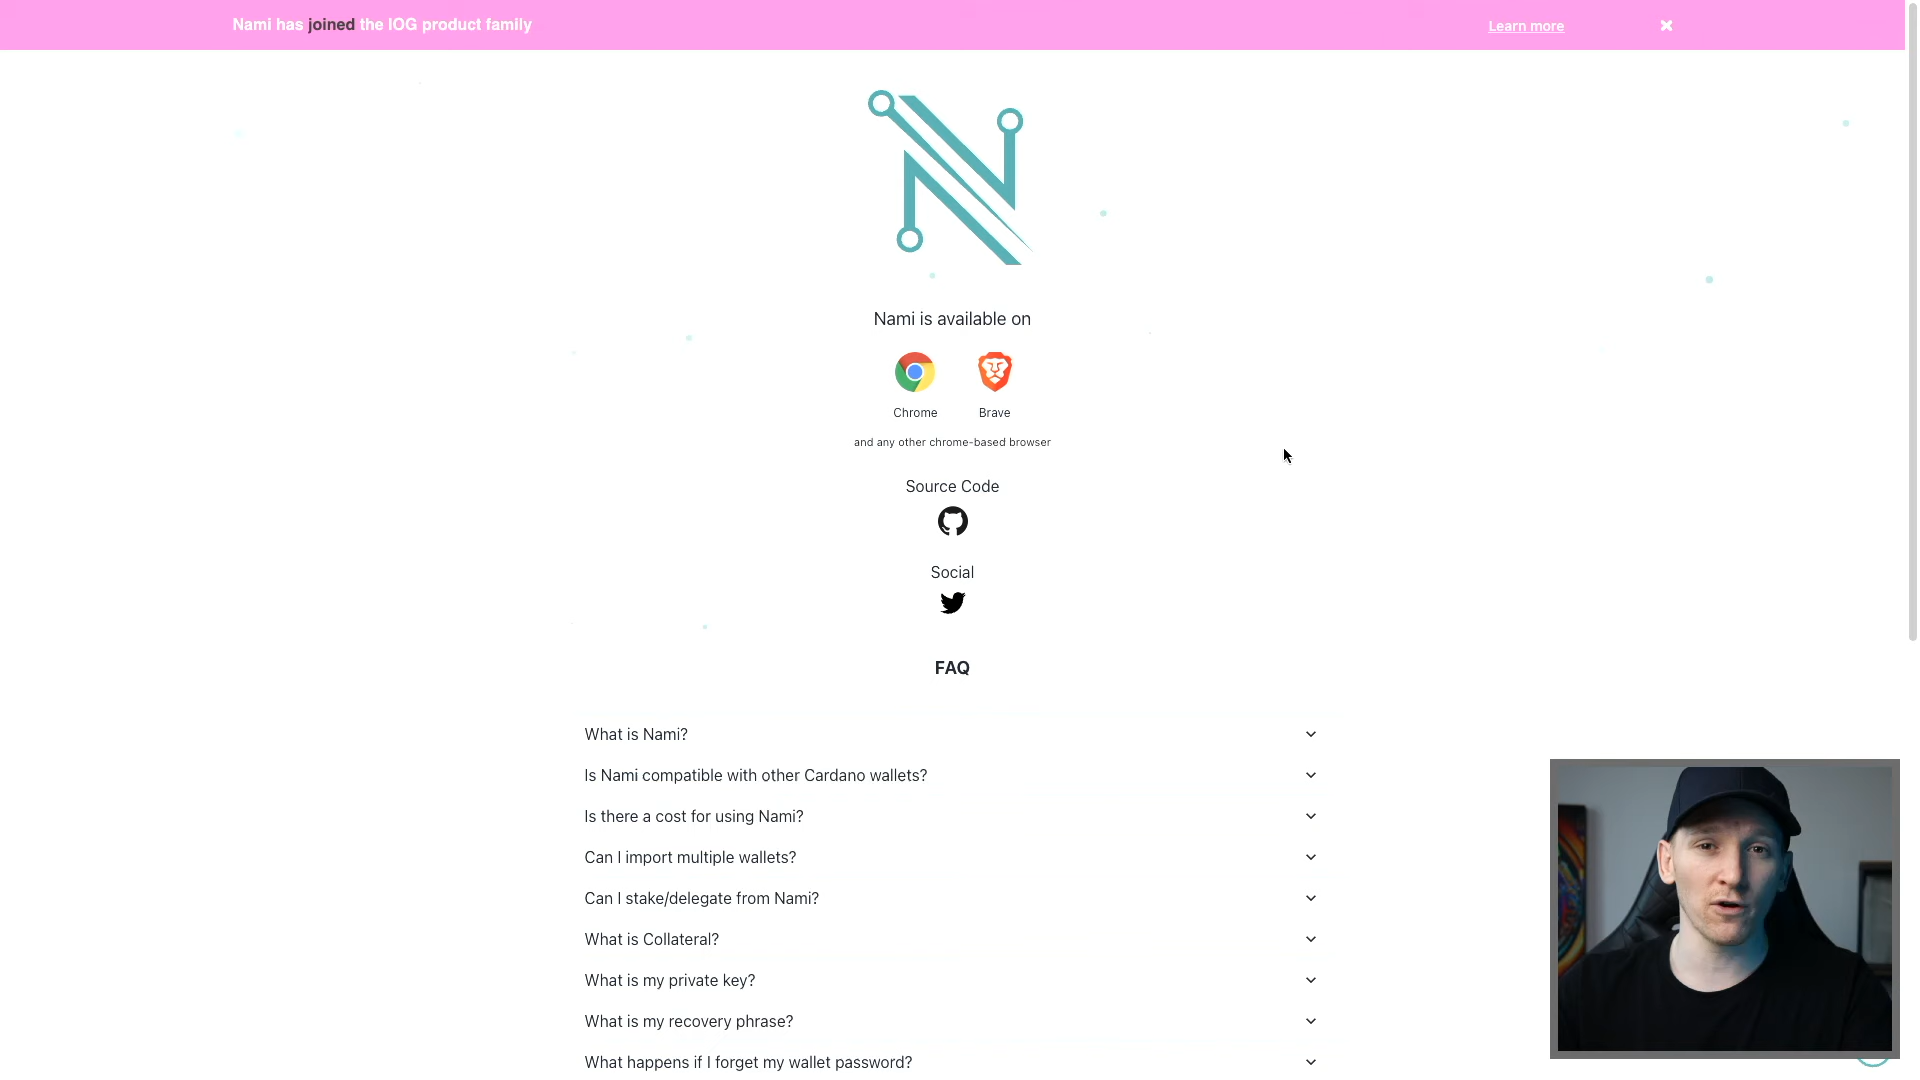 Nami has joined the IOG product family
Learn more
Nami is available on
Chrome
Brave
and any other chrome-based browser
Source Code
Social
FAQ
What is Nami?
Is Nami compatible with other Cardano wallets?
Is there a cost for using Nami?
Can I import multiple wallets?
Can I stake/delegate from Nami?
What is Collateral?
What is my private key?
What is my recovery phrase?
What happens if I forget my wallet password?